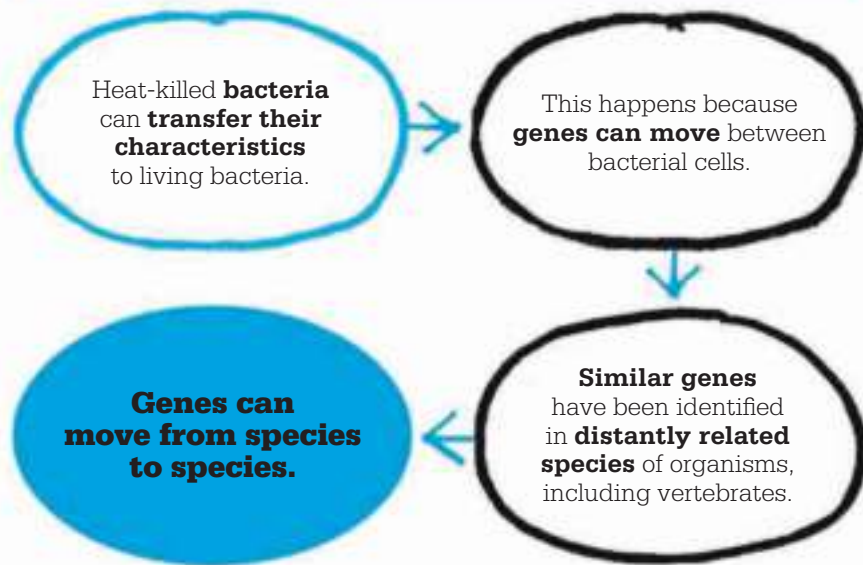 Heat-killed bacteria
can transfer their
characteristics
to living bacteria.
This happens because
genes can move between
bacterial cells.
Similar genes
have been identified
in distantly related
species of organisms,
including vertebrates.
Genes can
move from species
to species.